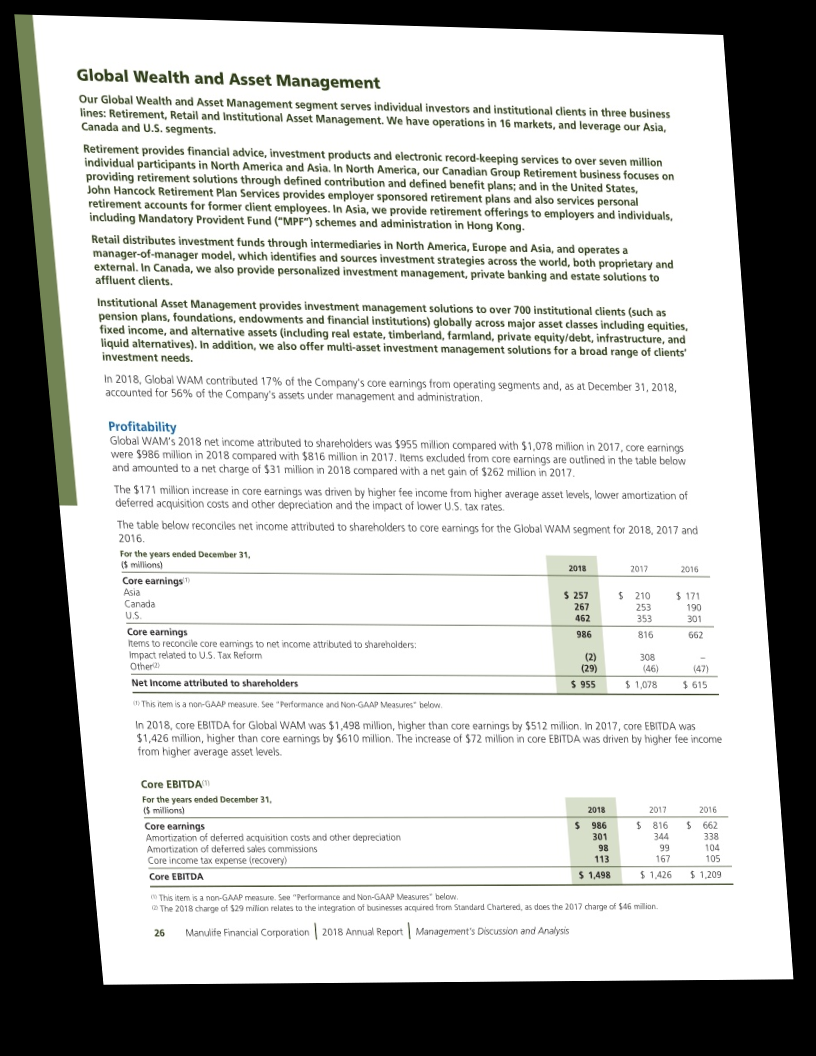 Global Wealth and Asset Management
Our Global Wealth and Asset Management segment serves individual investors and institutional clients in three business
lines: Retirement, Retail and Institutional Asset Management. We have operations in 16 markets, and leverage our Asia,
Canada and U.S. segments.
Retirement provides financial advice, investment products and electronic record-keeping services to over seven million
individual participants in North America and Asia. In North America, our Canadian Group Retirement business focuses on
providing retirement solutions through defined contribution and defined benefit plans; and in the United States,
John Hancock Retirement Plan Services provides employer sponsored retirement plans and also services personal
retirement accounts for former client employees. In Asia, we provide retirement offerings to employers and individuals,
including Mandatory Provident Fund ("MPF") schemes and administration in Hong Kong.
Retail distributes investment funds through intermediaries in North America, Europe and Asia, and operates a
manager-of-manager model, which identifies and sources investment strategies across the world, both proprietary and
external. In Canada, we also provide personalized investment management, private banking and estate solutions to
affluent clients.
Institutional Asset Management provides investment management solutions to over 700 institutional clients (such as
pension plans, foundations, endowments and financial institutions) globally across major asset classes including equities,
fixed income, and alternative assets (including real estate, timberland, farmland, private equity/debt, infrastructure, and
liquid alternatives). In addition, we also offer multi-asset investment management solutions for a broad range of clients'
investment needs.
In 2018, Global WAM contributed 17% of the Company's core earnings from operating segments and, as at December 31, 2018,
accounted for 56% of the Company's assets under management and administration.
Profitability
Global WAM's 2018 net income attributed to shareholders was $955 million compared with $1,078 million in 2017, core earnings
were $986 million in 2018 compared with $816 million in 2017. Items excluded from core earnings are outlined in the table below
and amounted to a net charge of $31 million in 2018 compared with a net gain of $262 million in 2017.
The $171 million increase in core earnings was driven by higher fee income from higher average asset levels, lower amortization of
deferred acquisition costs and other depreciation and the impact of lower U.S. tax rates.
The table below reconciles net income attributed to shareholders to core earnings for the Global WAM segment for 2018, 2017 and
2016.
For the years ended December 31,
($ millions) 2018 2017 2016
Core earnings(1)
Asia $ 257 $ 210 $ 171
Canada 267 253 190
U.S. 462 353 301
Core earnings 986 816 662
Items to reconcile core earnings to net income attributed to shareholders:
Impact related to U.S. Tax Reform (2) 308 –
Other(2) (29) (46) (47)
Net income attributed to shareholders $ 955 $ 1,078 $ 615
(1) This item is a non-GAAP measure. See "Performance and Non-GAAP Measures" below.
In 2018, core EBITDA for Global WAM was $1,498 million, higher than core earnings by $512 million. In 2017, core EBITDA was
$1,426 million, higher than core earnings by $610 million. The increase of $72 million in core EBITDA was driven by higher fee income
from higher average asset levels.
Core EBITDA(1)
For the years ended December 31,
($ millions) 2018 2017 2016
Core earnings $ 986 $ 816 $ 662
Amortization of deferred acquisition costs and other depreciation 301 344 338
Amortization of deferred sales commissions 98 99 104
Core income tax expense (recovery) 113 167 105
Core EBITDA $ 1,498 $ 1,426 $ 1,209
(1) This item is a non-GAAP measure. See "Performance and Non-GAAP Measures" below.
(2) The 2018 charge of $29 million relates to the integration of businesses acquired from Standard Chartered, as does the 2017 charge of $46 million.
26 Manulife Financial Corporation | 2018 Annual Report | Management's Discussion and Analysis